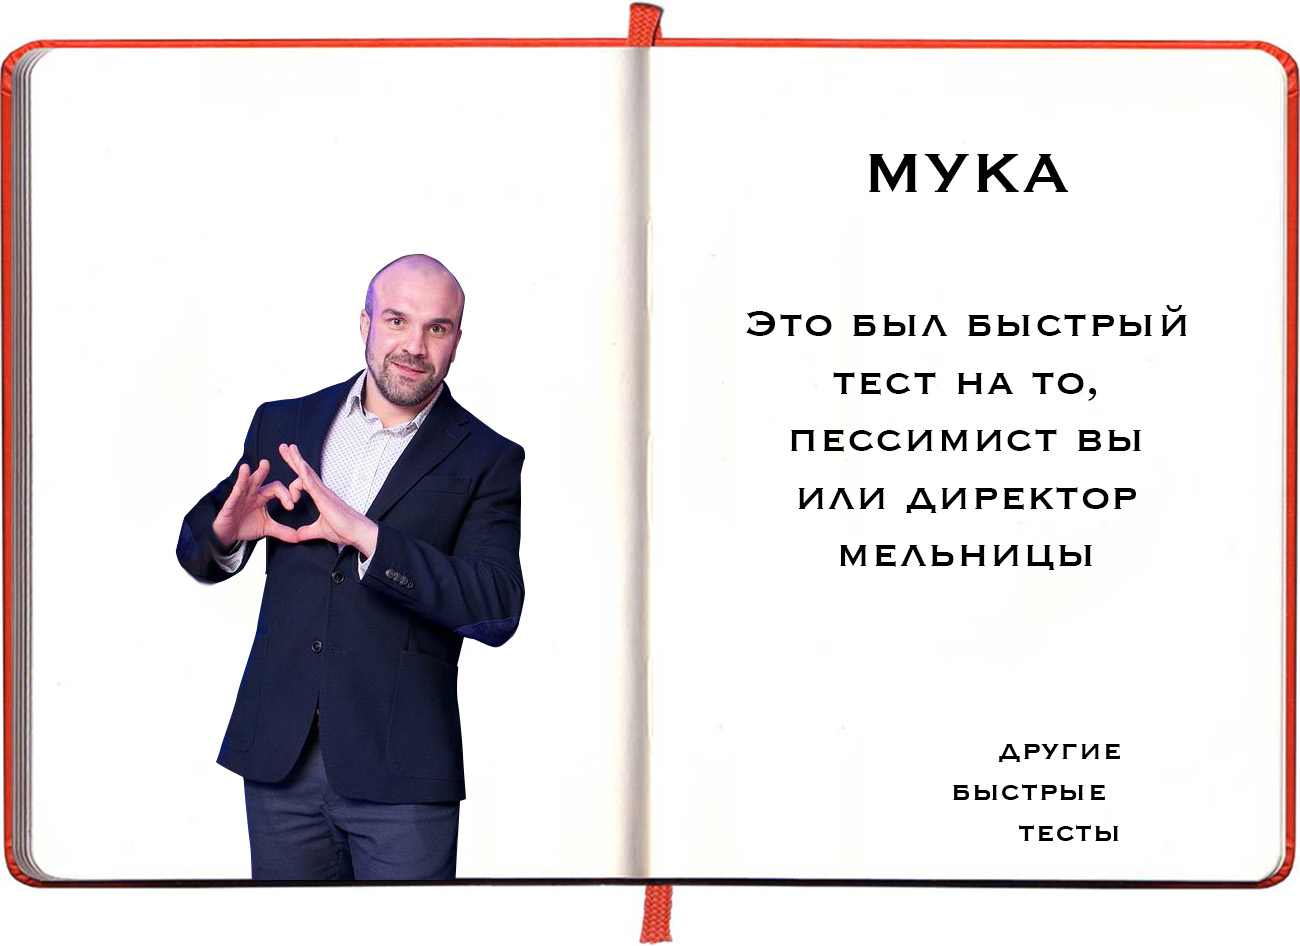 МУКА
Это был быстрый
тест на то,
пессимист вы
или директор
мельницы
другие
быстрые
тесты